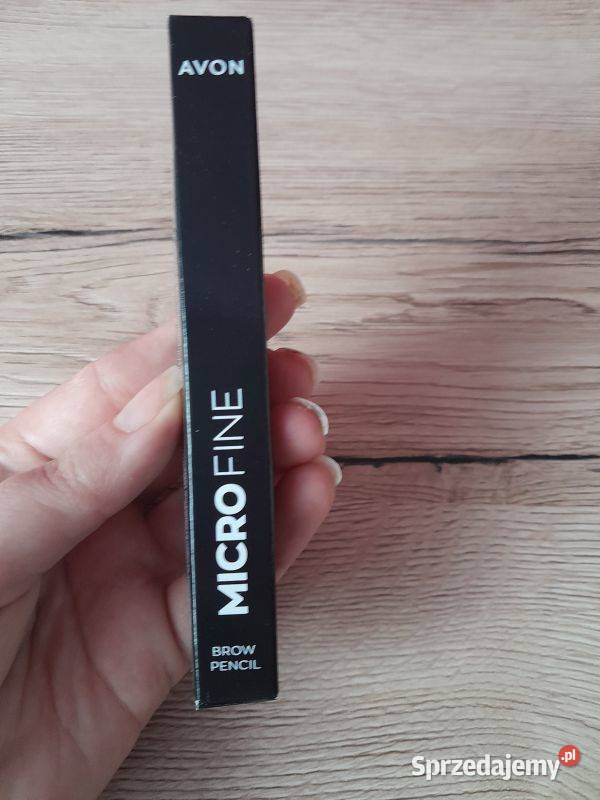 AVON
MICROFINE
BROW
PENCIL
Sprzedajemy.pl